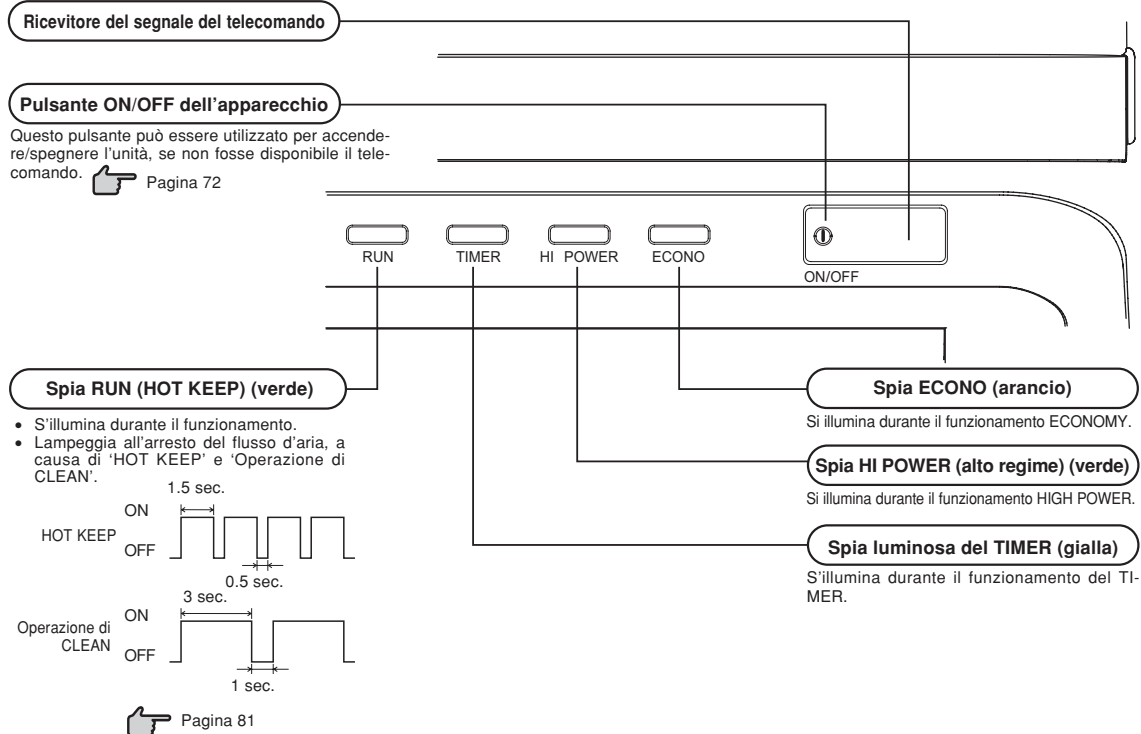 Ricevitore del segnale del telecomando
Pulsante ON/OFF dell'apparecchio
Questo pulsante può essere utilizzato per accende-
re/spegnere l'unità, se non fosse disponibile il tele-
comando.
Pagina 72
RUN
TIMER
HI POWER
ECONO
ON/OFF
Spia RUN (HOT KEEP) (verde)
• S'illumina durante il funzionamento.
• Lampeggia all'arresto del flusso d'aria, a
causa di 'HOT KEEP' e 'Operazione di
CLEAN'.
1.5 sec.
ON
HOT KEEP
OFF
0.5 sec.
3 sec.
ON
Operazione di
CLEAN
OFF
1 sec.
Pagina 81
Spia ECONO (arancio)
Si illumina durante il funzionamento ECONOMY.
Spia HI POWER (alto regime) (verde)
Si illumina durante il funzionamento HIGH POWER.
Spia luminosa del TIMER (gialla)
S'illumina durante il funzionamento del TI-
MER.